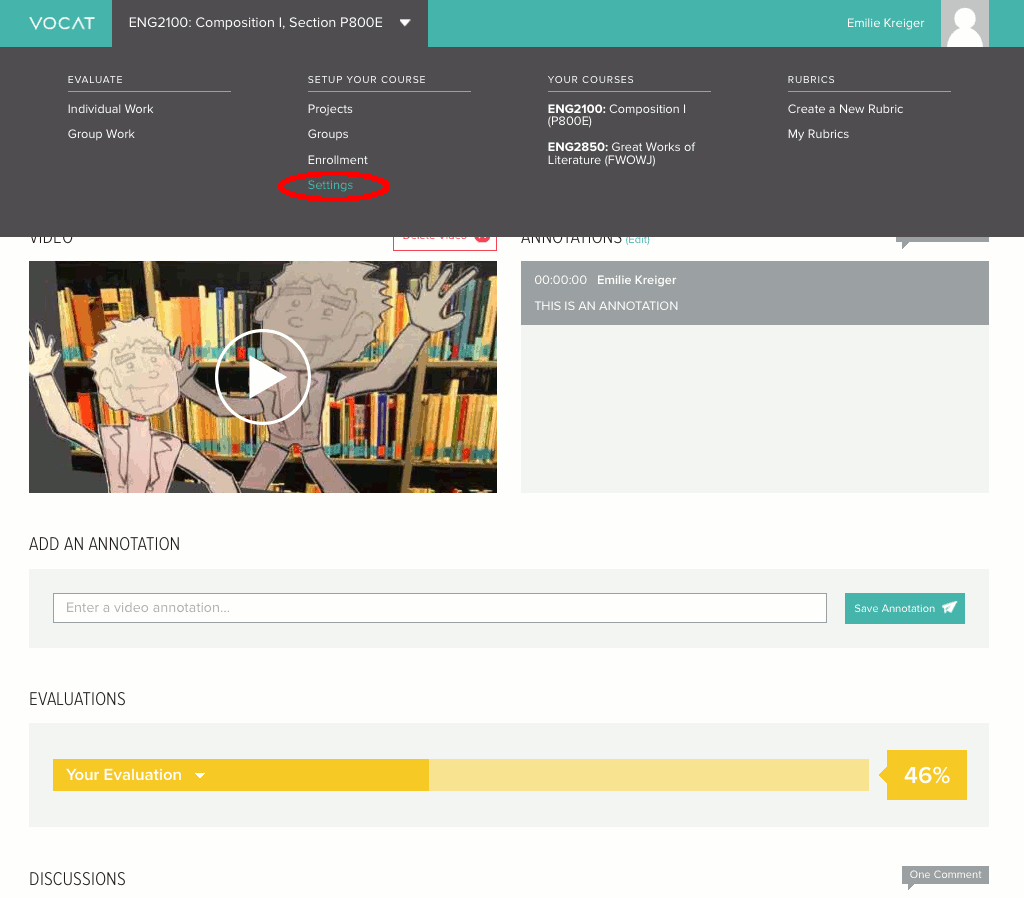 VOCAT
ENG2100: Composition I, Section P800E
Emilie Kreiger
EVALUATE
Individual Work
Group Work
SETUP YOUR COURSE
Projects
Groups
Enrollment
Settings
YOUR COURSES
ENG2100: Composition I
(P800E)
ENG2850: Great Works of
Literature (FWOWJ)
RUBRICS
Create a New Rubric
My Rubrics
VIDEO
Delete Video
ANNOTATIONS (Edit)
00:00:00 Emilie Kreiger
THIS IS AN ANNOTATION
ADD AN ANNOTATION
Enter a video annotation...
Save Annotation
EVALUATIONS
Your Evaluation
46%
DISCUSSIONS
One Comment